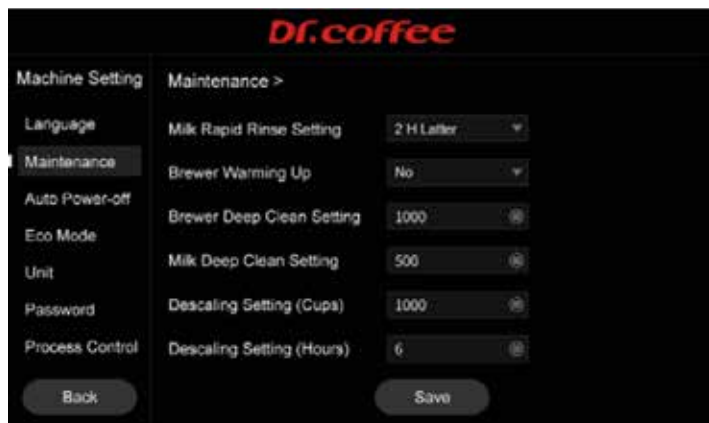 Dr.coffee
Machine Setting
Maintenance >
Language
Milk Rapid Rinse Setting 2 H Latter
Maintenance
Brewer Warming Up No
Auto Power-off
Brewer Deep Clean Setting 1000
Eco Mode
Milk Deep Clean Setting 500
Unit
Descaling Setting (Cups) 1000
Password
Descaling Setting (Hours) 6
Process Control
Back
Save